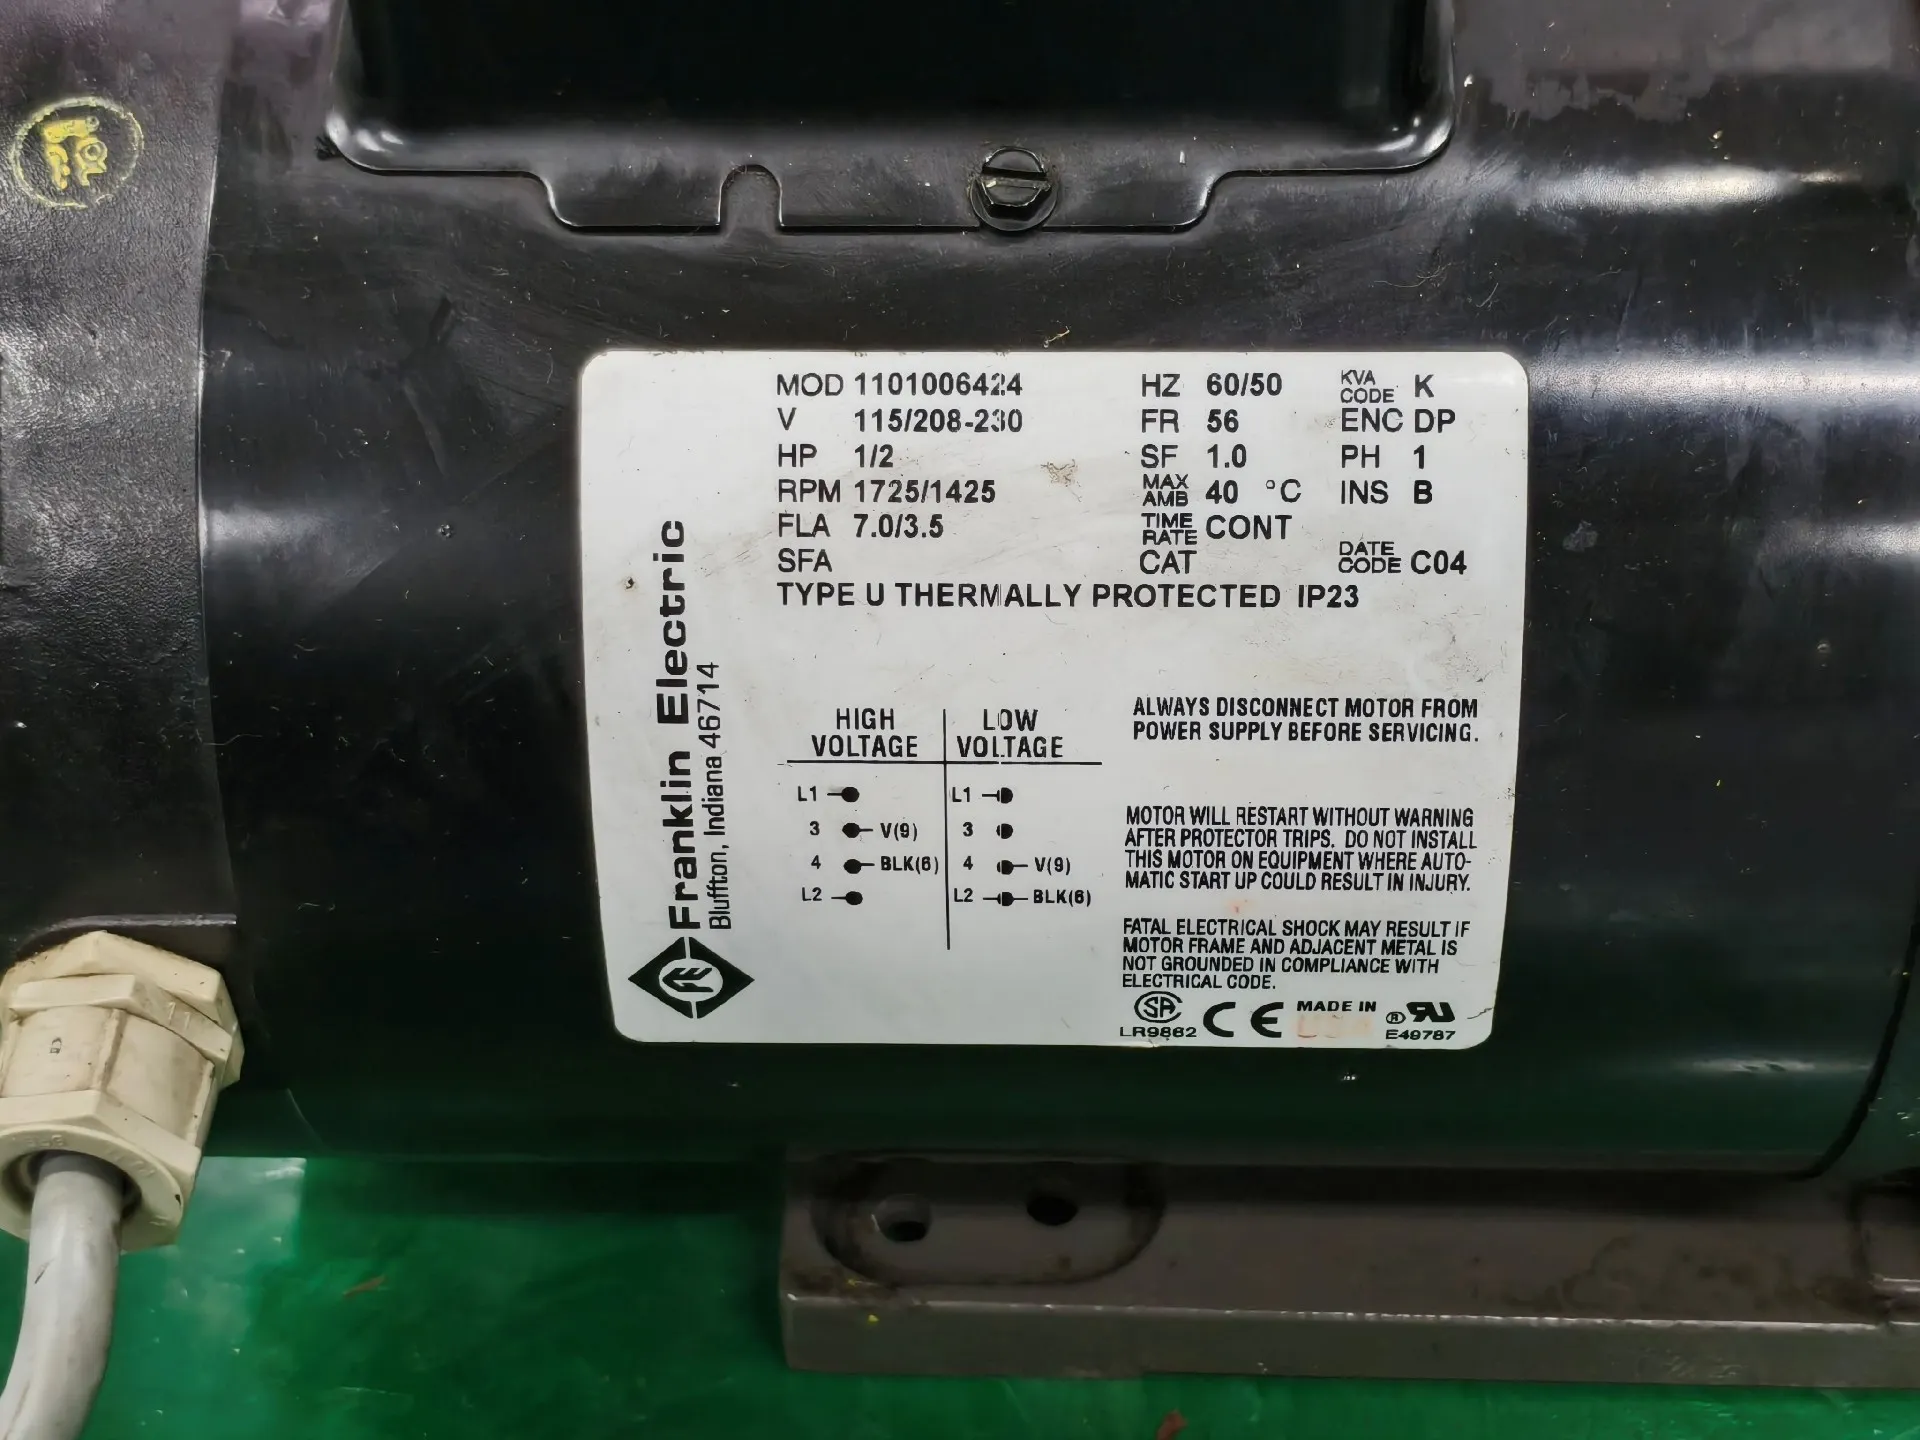 MOD 1101006424 HZ 60/50 KVA CODE K
V 115/208-230 FR 56 ENC DP
HP 1/2 SF 1.0 PH 1
RPM 1725/1425 MAX AMB 40 °C INS B
FLA 7.0/3.5 TIME RATE CONT
SFA CAT DATE CODE C04
TYPE U THERMALLY PROTECTED IP23
Franklin Electric
Bluffton, Indiana 46714
HIGH VOLTAGE
L1
3 V(9)
4 BLK(6)
L2
LOW VOLTAGE
L1
3
4 V(9)
L2 BLK(6)
ALWAYS DISCONNECT MOTOR FROM
POWER SUPPLY BEFORE SERVICING.
MOTOR WILL RESTART WITHOUT WARNING
AFTER PROTECTOR TRIPS. DO NOT INSTALL
THIS MOTOR ON EQUIPMENT WHERE AUTO-
MATIC START UP COULD RESULT IN INJURY.
FATAL ELECTRICAL SHOCK MAY RESULT IF
MOTOR FRAME AND ADJACENT METAL IS
NOT GROUNDED IN COMPLIANCE WITH
ELECTRICAL CODE.
SA CE MADE IN ® RU
LR9862 E49787
11